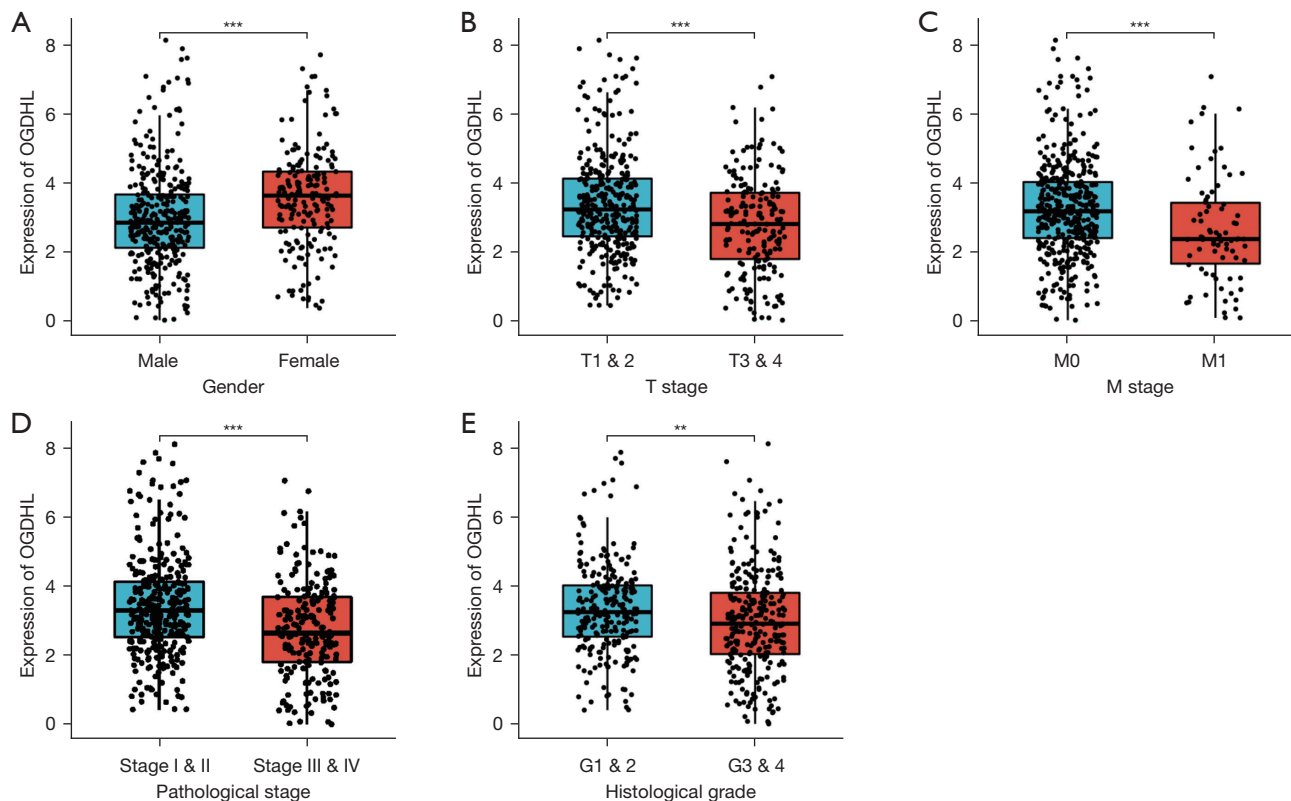 A
***
Expression of OGDHL
8
6
4
2
0
Male Female
Gender
B
***
Expression of OGDHL
8
6
4
2
0
T1 & 2 T3 & 4
T stage
C
***
Expression of OGDHL
8
6
4
2
0
M0 M1
M stage
D
***
Expression of OGDHL
8
6
4
2
0
Stage I & II Stage III & IV
Pathological stage
E
**
Expression of OGDHL
8
6
4
2
0
G1 & 2 G3 & 4
Histological grade